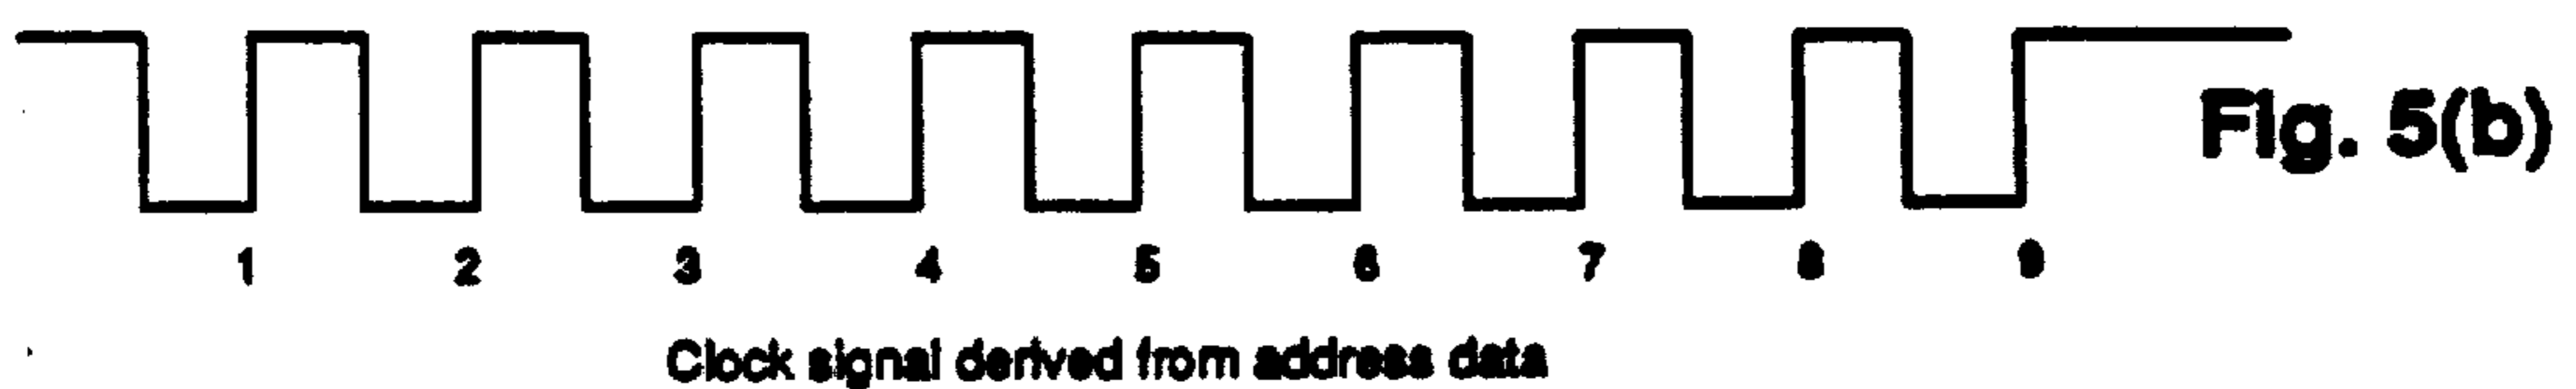 Fig. 5(b)
1 2 3 4 5 6 7 8 9
Clock signal derived from address data